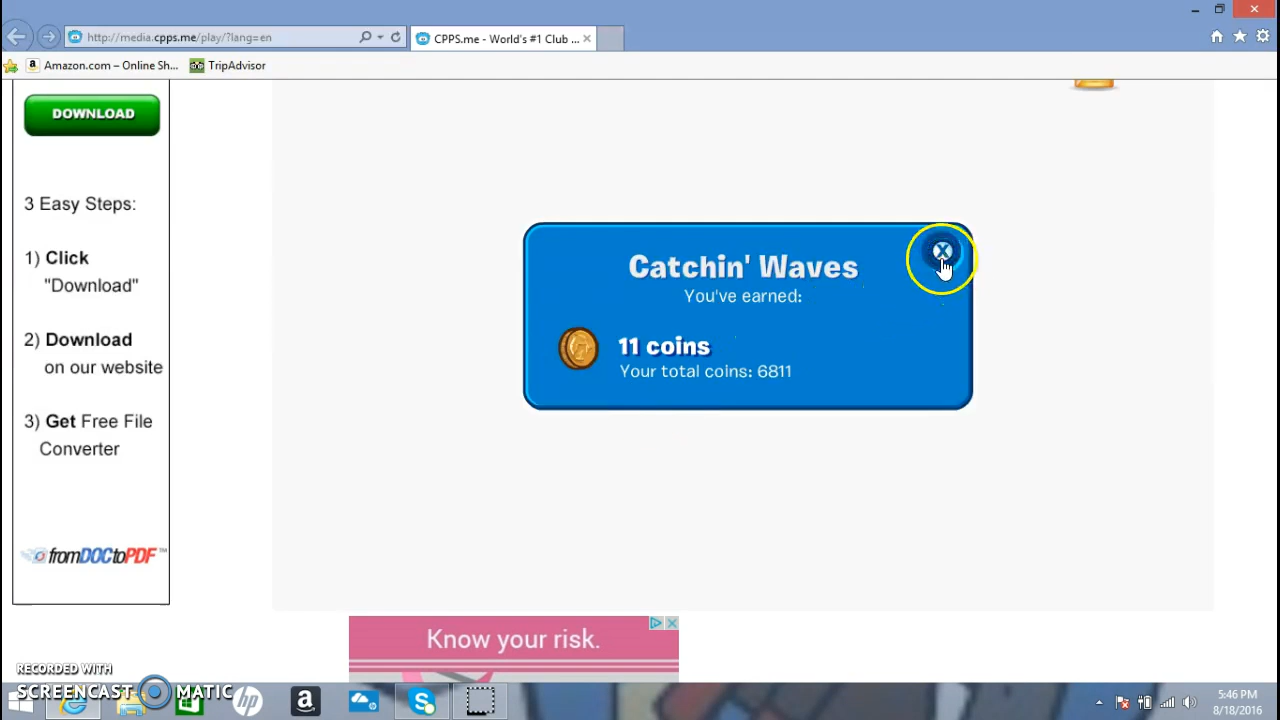 http://media.cpps.me/play/?lang=en
CPPS.me - World's #1 Club ...
Amazon.com – Online Sh...
TripAdvisor
DOWNLOAD
3 Easy Steps:
1) Click
"Download"
2) Download
on our website
3) Get Free File
Converter
fromDOCtoPDF™
Catchin' Waves
You've earned:
11 coins
Your total coins: 6811
X
Know your risk.
RECORDED WITH
SCREENCAST MATIC
hp
a
S
5:46 PM
8/18/2016